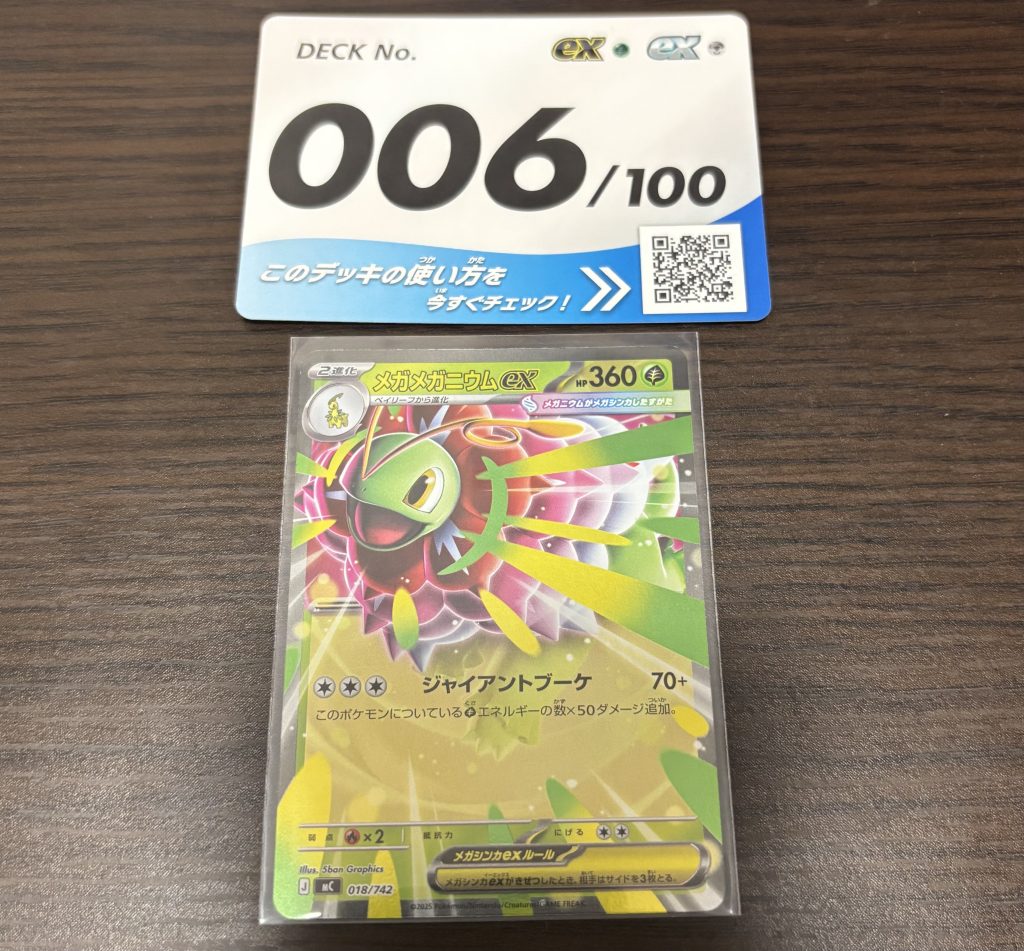 DECK No. ex ex
006/100
このデッキの使い方を
今すぐチェック!
2進化 メガメガニウムex HP 360
ベイリーフから進化 メガニウムがメガシンカしたすがた
ジャイアントブーケ 70+
このポケモンについているエネルギーの数×50ダメージ追加。
弱点 ×2 抵抗力 にげる
メガシンカexルール
メガシンカexがきぜつしたとき、相手はサイドを3枚とる。
Illus. 5ban Graphics
J MC 018/742
©2025 Pokémon/Nintendo/Creatures/GAME FREAK